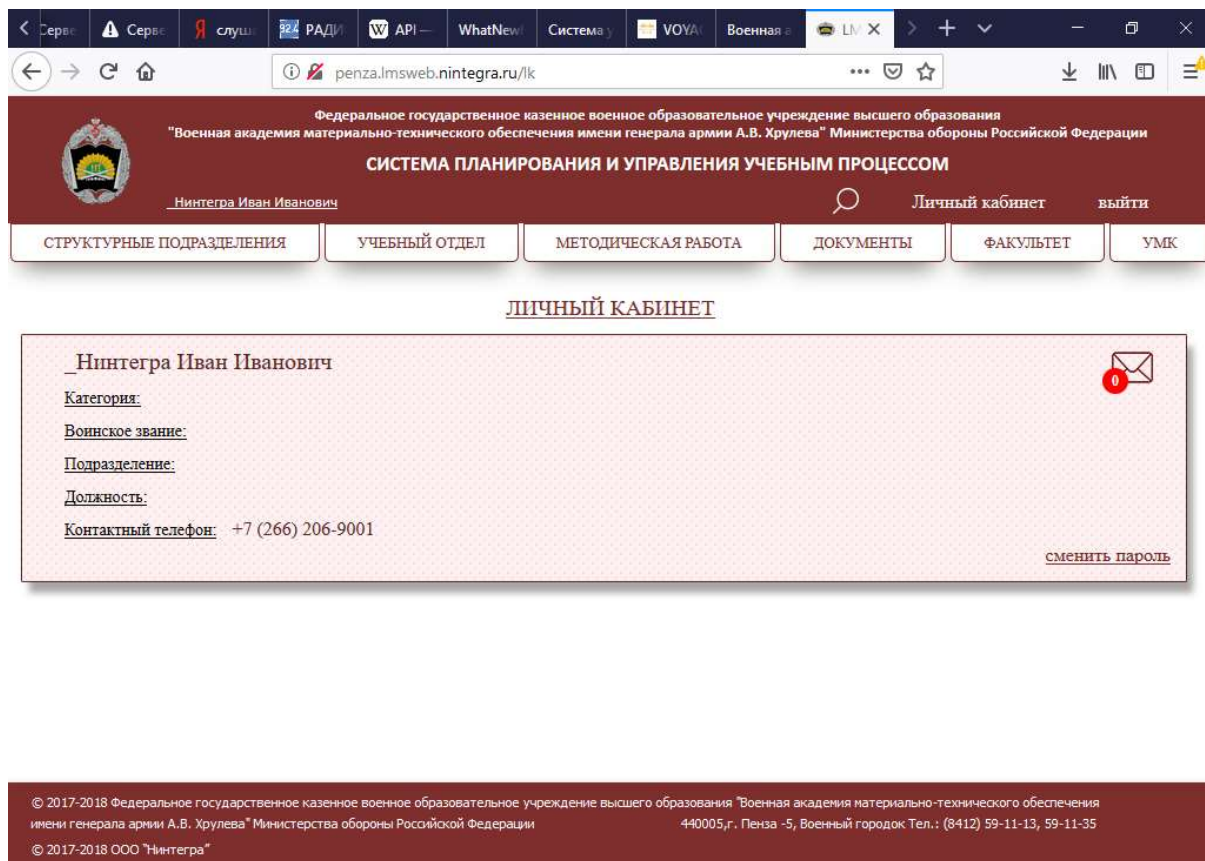 Серве
Серве
Я
слуш
92.4
РАДИ
W
API —
WhatNew
Система у
VOYA
Военная а
LM
penza.lmsweb.nintegra.ru/lk
Федеральное государственное казенное военное образовательное учреждение высшего образования
"Военная академия материально-технического обеспечения имени генерала армии А.В. Хрулева" Министерства обороны Российской Федерации
СИСТЕМА ПЛАНИРОВАНИЯ И УПРАВЛЕНИЯ УЧЕБНЫМ ПРОЦЕССОМ
_Нинтегра Иван Иванович
Личный кабинет
выйти
СТРУКТУРНЫЕ ПОДРАЗДЕЛЕНИЯ
УЧЕБНЫЙ ОТДЕЛ
МЕТОДИЧЕСКАЯ РАБОТА
ДОКУМЕНТЫ
ФАКУЛЬТЕТ
УМК
ЛИЧНЫЙ КАБИНЕТ
_Нинтегра Иван Иванович
0
Категория:
Воинское звание:
Подразделение:
Должность:
Контактный телефон: +7 (266) 206-9001
сменить пароль
© 2017-2018 Федеральное государственное казенное военное образовательное учреждение высшего образования "Военная академия материально-технического обеспечения
имени генерала армии А.В. Хрулева" Министерства обороны Российской Федерации
440005,г. Пенза -5, Военный городок Тел.: (8412) 59-11-13, 59-11-35
© 2017-2018 ООО "Нинтегра"